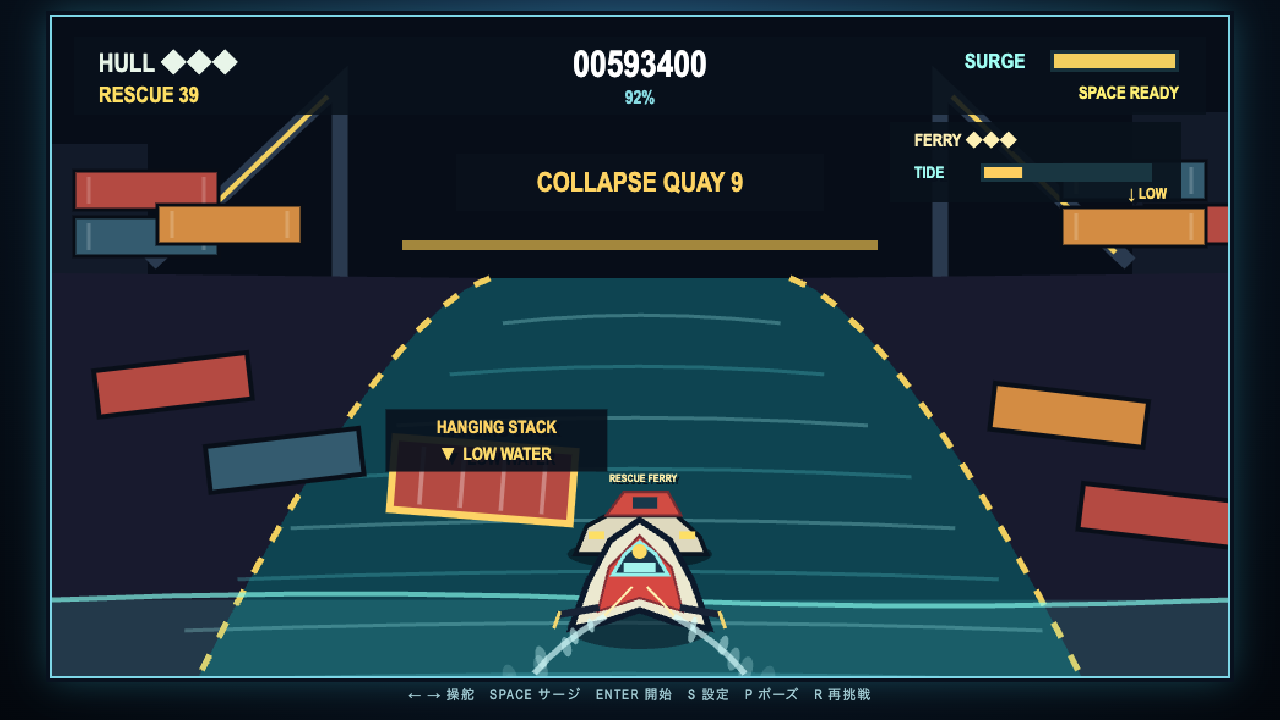 HULL
RESCUE 39
00593400
92%
SURGE
SPACE READY
FERRY
TIDE
↓ LOW
COLLAPSE QUAY 9
HANGING STACK
▼ LOW WATER
RESCUE FERRY
← → 操舵 SPACE サージ ENTER 開始 S 設定 P ポーズ R 再挑戦